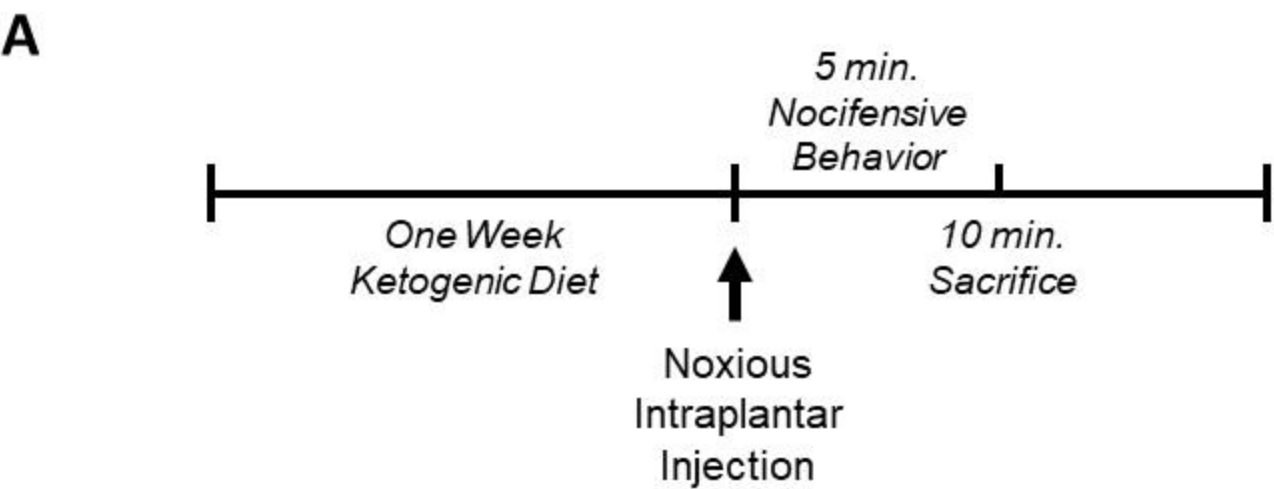 A
5 min.
Nocifensive
Behavior
One Week
Ketogenic Diet
10 min.
Sacrifice
Noxious
Intraplantar
Injection